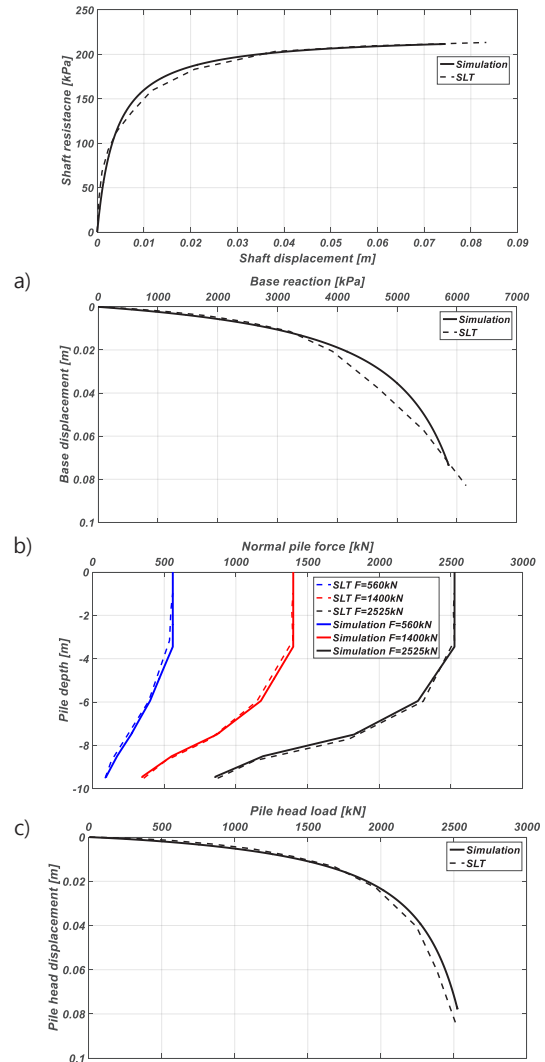 250
200
150
100
50
0
Shaft resistacne [kPa]
Simulation
SLT
0 0.01 0.02 0.03 0.04 0.05 0.06 0.07 0.08 0.09
Shaft displacement [m]
a)
Base reaction [kPa]
0 1000 2000 3000 4000 5000 6000 7000
0
0.02
0.04
0.06
0.08
0.1
Base displacement [m]
Simulation
SLT
b)
Normal pile force [kN]
0 500 1000 1500 2000 2500 3000
0
-2
-4
-6
-8
-10
Pile depth [m]
SLT F=560kN
SLT F=1400kN
SLT F=2525kN
Simulation F=560kN
Simulation F=1400kN
Simulation F=2525kN
c)
Pile head load [kN]
0 500 1000 1500 2000 2500 3000
0
0.02
0.04
0.06
0.08
0.1
Pile head displacement [m]
Simulation
SLT